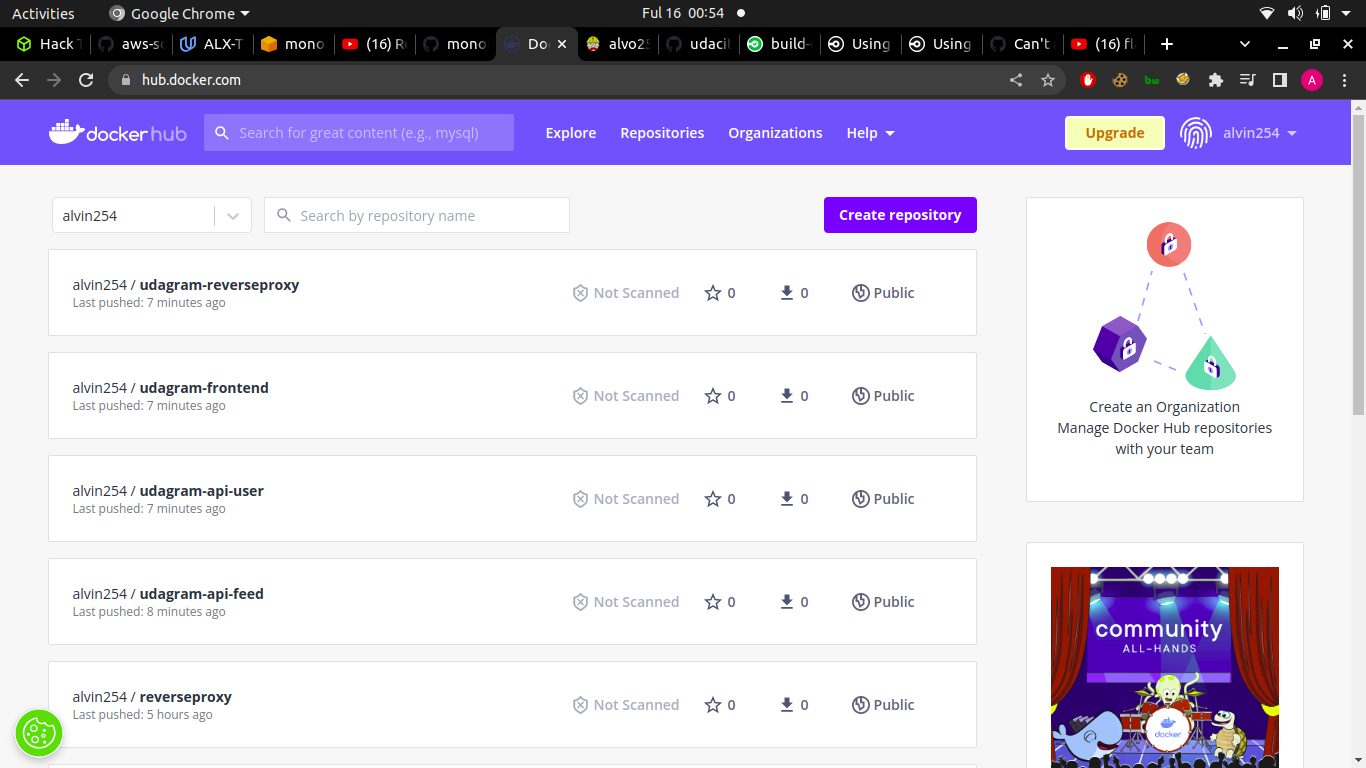 Activities Google Chrome Ful 16 00:54
Hack T aws-so ALX-T mono (16) Re mono Do alvo25 udacit build- Using Using Can't (16) fl
hub.docker.com A
docker hub Search for great content (e.g., mysql) Explore Repositories Organizations Help Upgrade alvin254
alvin254 Search by repository name Create repository
alvin254 / udagram-reverseproxy
Last pushed: 7 minutes ago
Not Scanned 0 0 Public
alvin254 / udagram-frontend
Last pushed: 7 minutes ago
Not Scanned 0 0 Public
alvin254 / udagram-api-user
Last pushed: 7 minutes ago
Not Scanned 0 0 Public
alvin254 / udagram-api-feed
Last pushed: 8 minutes ago
Not Scanned 0 0 Public
alvin254 / reverseproxy
Last pushed: 5 hours ago
Not Scanned 0 0 Public
Create an Organization
Manage Docker Hub repositories
with your team
community
ALL-HANDS
docker